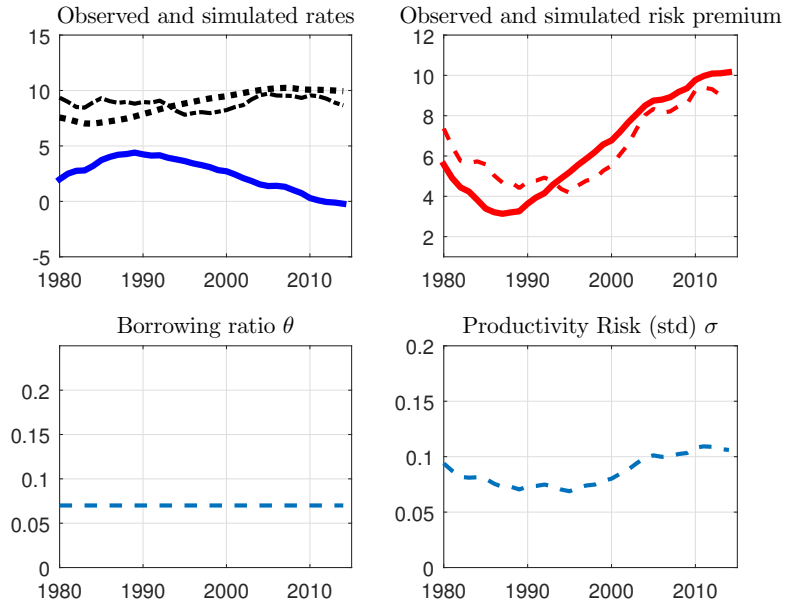 Observed and simulated rates
15
10
5
0
-5
1980 1990 2000 2010
Observed and simulated risk premium
12
10
8
6
4
2
1980 1990 2000 2010
Borrowing ratio θ
0.2
0.15
0.1
0.05
0
1980 1990 2000 2010
Productivity Risk (std) σ
0.2
0.15
0.1
0.05
0
1980 1990 2000 2010